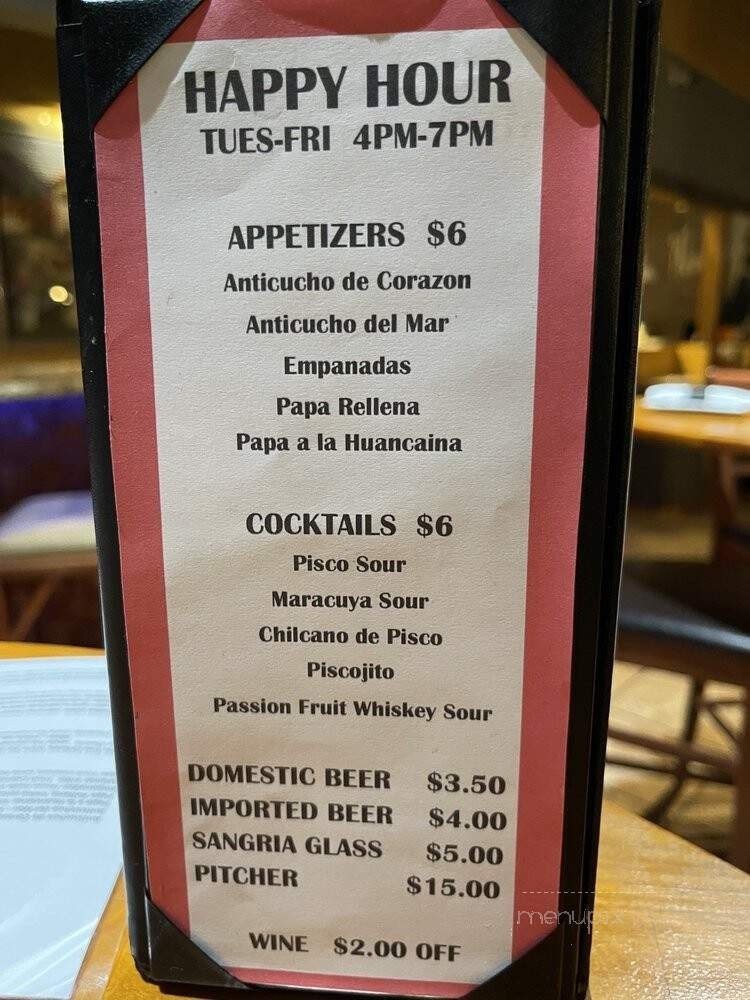 HAPPY HOUR
TUES-FRI 4PM-7PM
APPETIZERS $6
Anticucho de Corazon
Anticucho del Mar
Empanadas
Papa Rellena
Papa a la Huancaina
COCKTAILS $6
Pisco Sour
Maracuya Sour
Chilcano de Pisco
Piscojito
Passion Fruit Whiskey Sour
DOMESTIC BEER $3.50
IMPORTED BEER $4.00
SANGRIA GLASS $5.00
PITCHER $15.00
WINE $2.00 OFF